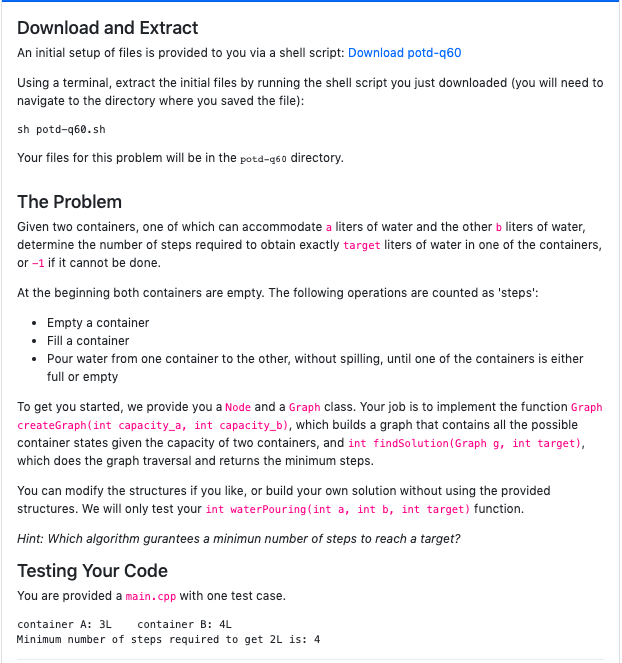 Download and Extract
An initial setup of files is provided to you via a shell script: Download potd-q60
Using a terminal, extract the initial files by running the shell script you just downloaded (you will need to
navigate to the directory where you saved the file):
sh potd-q60.sh
Your files for this problem will be in the potd-q60 directory.
The Problem
Given two containers, one of which can accommodate a liters of water and the other b liters of water,
determine the number of steps required to obtain exactly target liters of water in one of the containers,
or -1 if it cannot be done.
At the beginning both containers are empty. The following operations are counted as 'steps':
• Empty a container
• Fill a container
• Pour water from one container to the other, without spilling, until one of the containers is either
full or empty
To get you started, we provide you a Node and a Graph class. Your job is to implement the function Graph
createGraph(int capacity_a, int capacity_b), which builds a graph that contains all the possible
container states given the capacity of two containers, and int findSolution(Graph g, int target),
which does the graph traversal and returns the minimum steps.
You can modify the structures if you like, or build your own solution without using the provided
structures. We will only test your int waterPouring(int a, int b, int target) function.
Hint: Which algorithm gurantees a minimun number of steps to reach a target?
Testing Your Code
You are provided a main.cpp with one test case.
container A: 3L    container B: 4L
Minimum number of steps required to get 2L is: 4